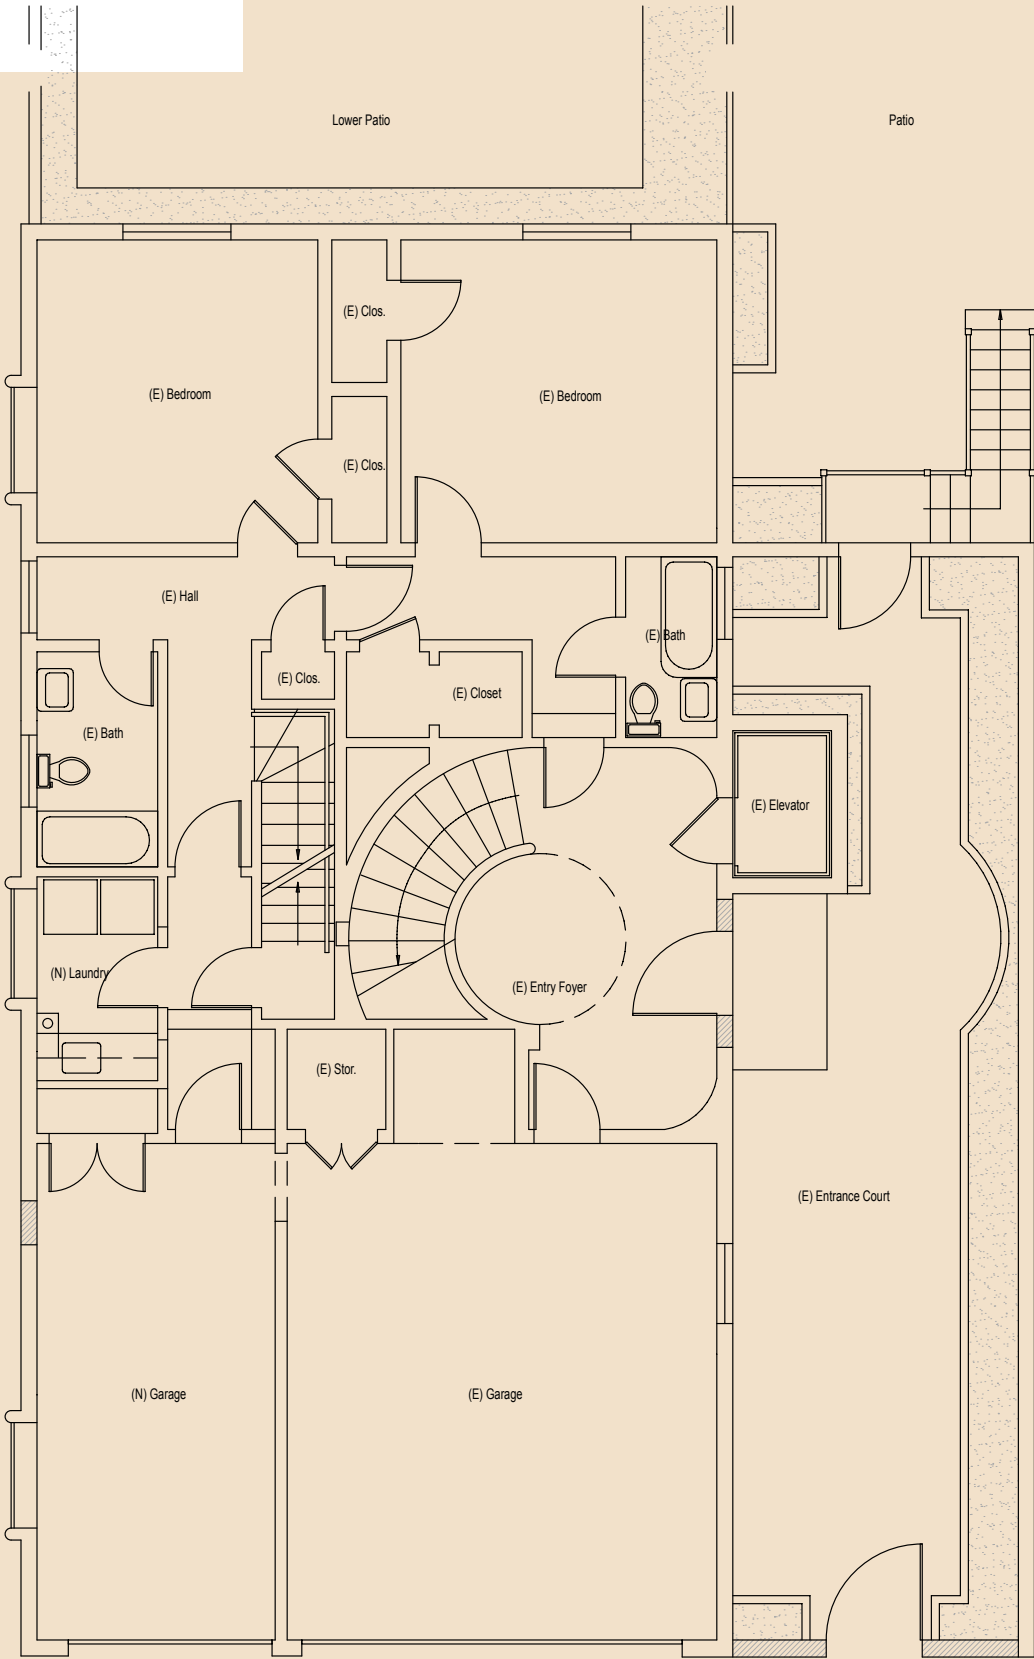 Lower Patio
Patio
(E) Clos.
(E) Bedroom
(E) Bedroom
(E) Clos.
(E) Hall
(E) Bath
(E) Clos.
(E) Closet
(E) Bath
(E) Elevator
(N) Laundry
(E) Entry Foyer
(E) Stor.
(E) Entrance Court
(N) Garage
(E) Garage